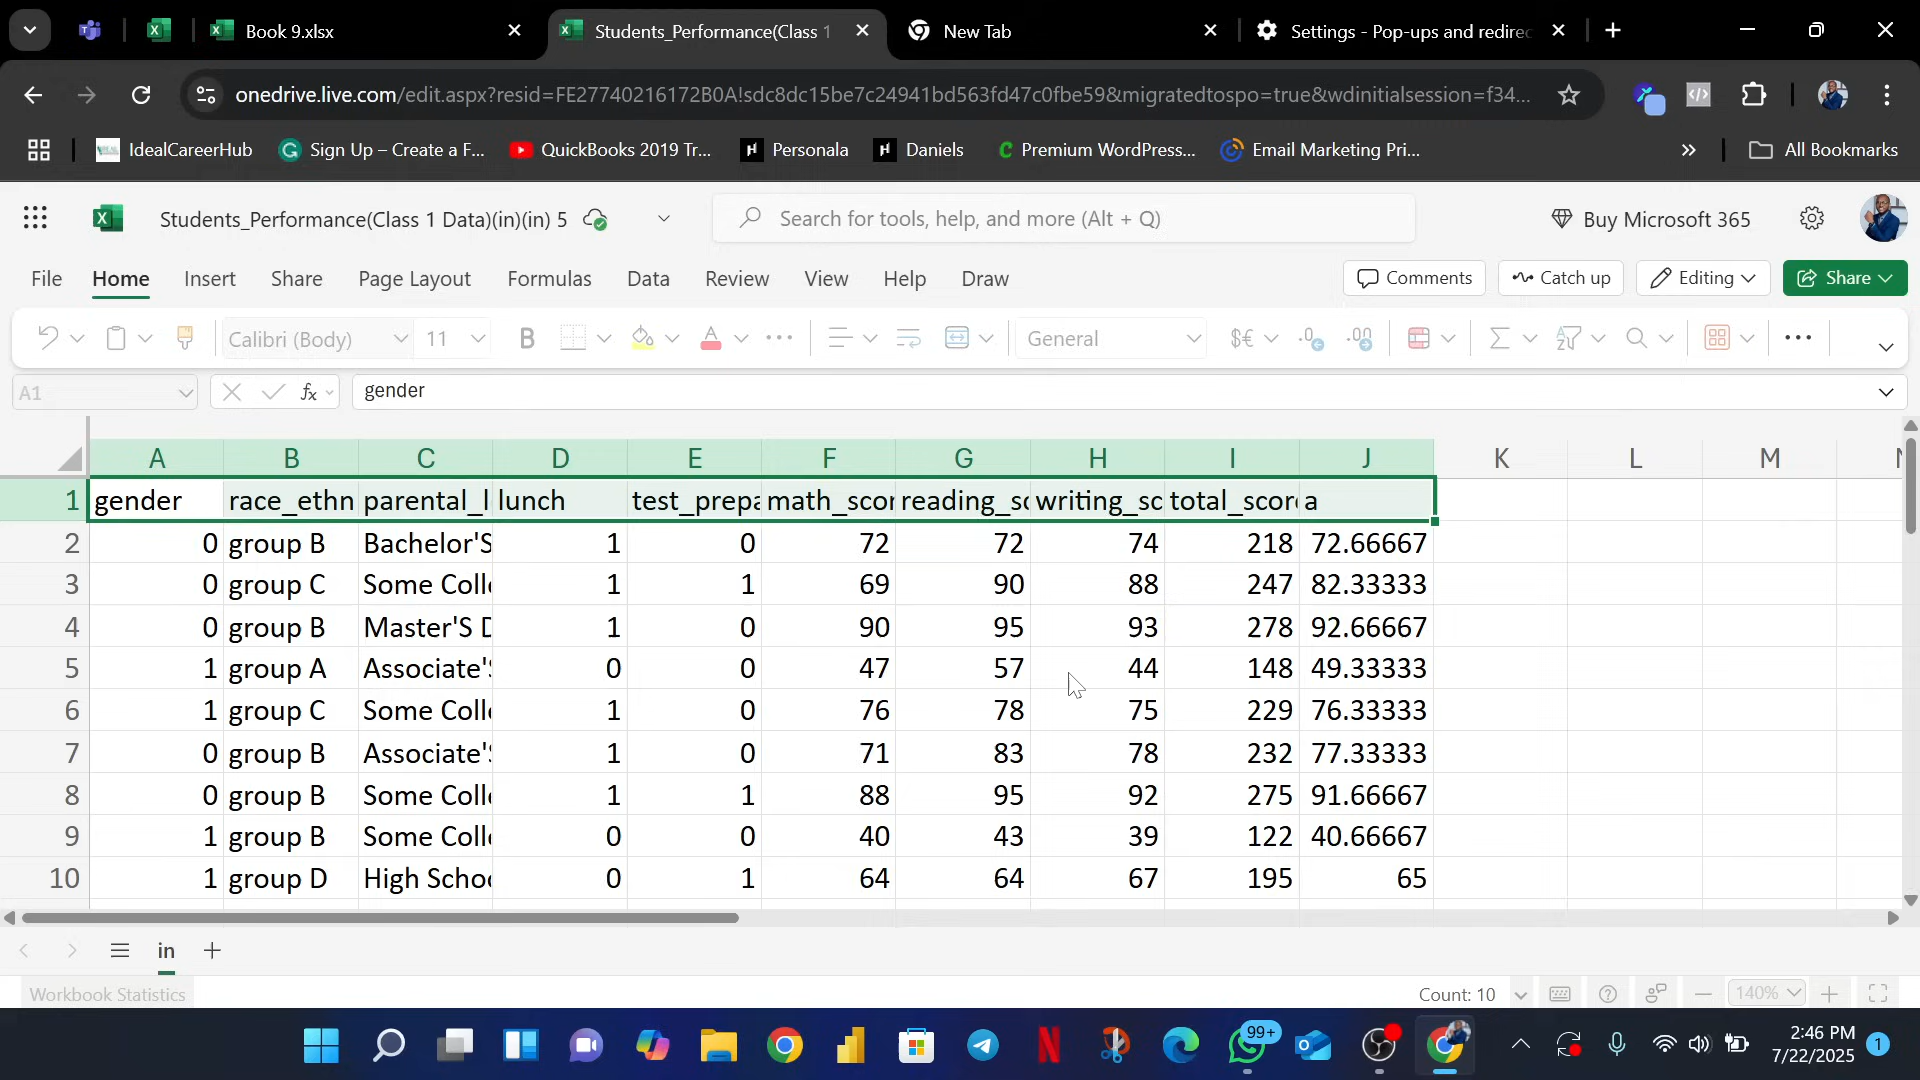 Book 9.xlsx
Students_Performance(Class 1
New Tab
Settings - Pop-ups and redirec
onedrive.live.com/edit.aspx?resid=FE27740216172B0A!sdc8dc15be7c24941bd563fd47c0fbe59&migratedtospo=true&wdinitialsession=f34...
IdealCareerHub
Sign Up – Create a F...
QuickBooks 2019 Tr...
Personala
Daniels
Premium WordPress...
Email Marketing Pri...
»
All Bookmarks
Students_Performance(Class 1 Data)(in)(in) 5
Search for tools, help, and more (Alt + Q)
Buy Microsoft 365
File Home Insert Share Page Layout Formulas Data Review View Help Draw
Comments
Catch up
Editing
Share
Calibri (Body) 11 B A General $€
A1 fx gender
A B C D E F G H I J K L M
1 gender race_ethn parental_l lunch test_prepa math_scor reading_sc writing_sc total_score a
2 0 group B Bachelor'S 1 0 72 72 74 218 72.66667
3 0 group C Some Colle 1 1 69 90 88 247 82.33333
4 0 group B Master'S D 1 0 90 95 93 278 92.66667
5 1 group A Associate'S 0 0 47 57 44 148 49.33333
6 1 group C Some Colle 1 0 76 78 75 229 76.33333
7 0 group B Associate'S 1 0 71 83 78 232 77.33333
8 0 group B Some Colle 1 1 88 95 92 275 91.66667
9 1 group B Some Colle 0 0 40 43 39 122 40.66667
10 1 group D High Schoo 0 1 64 64 67 195 65
in
Workbook Statistics
Count: 10
140%
99+
2:46 PM
7/22/2025
1